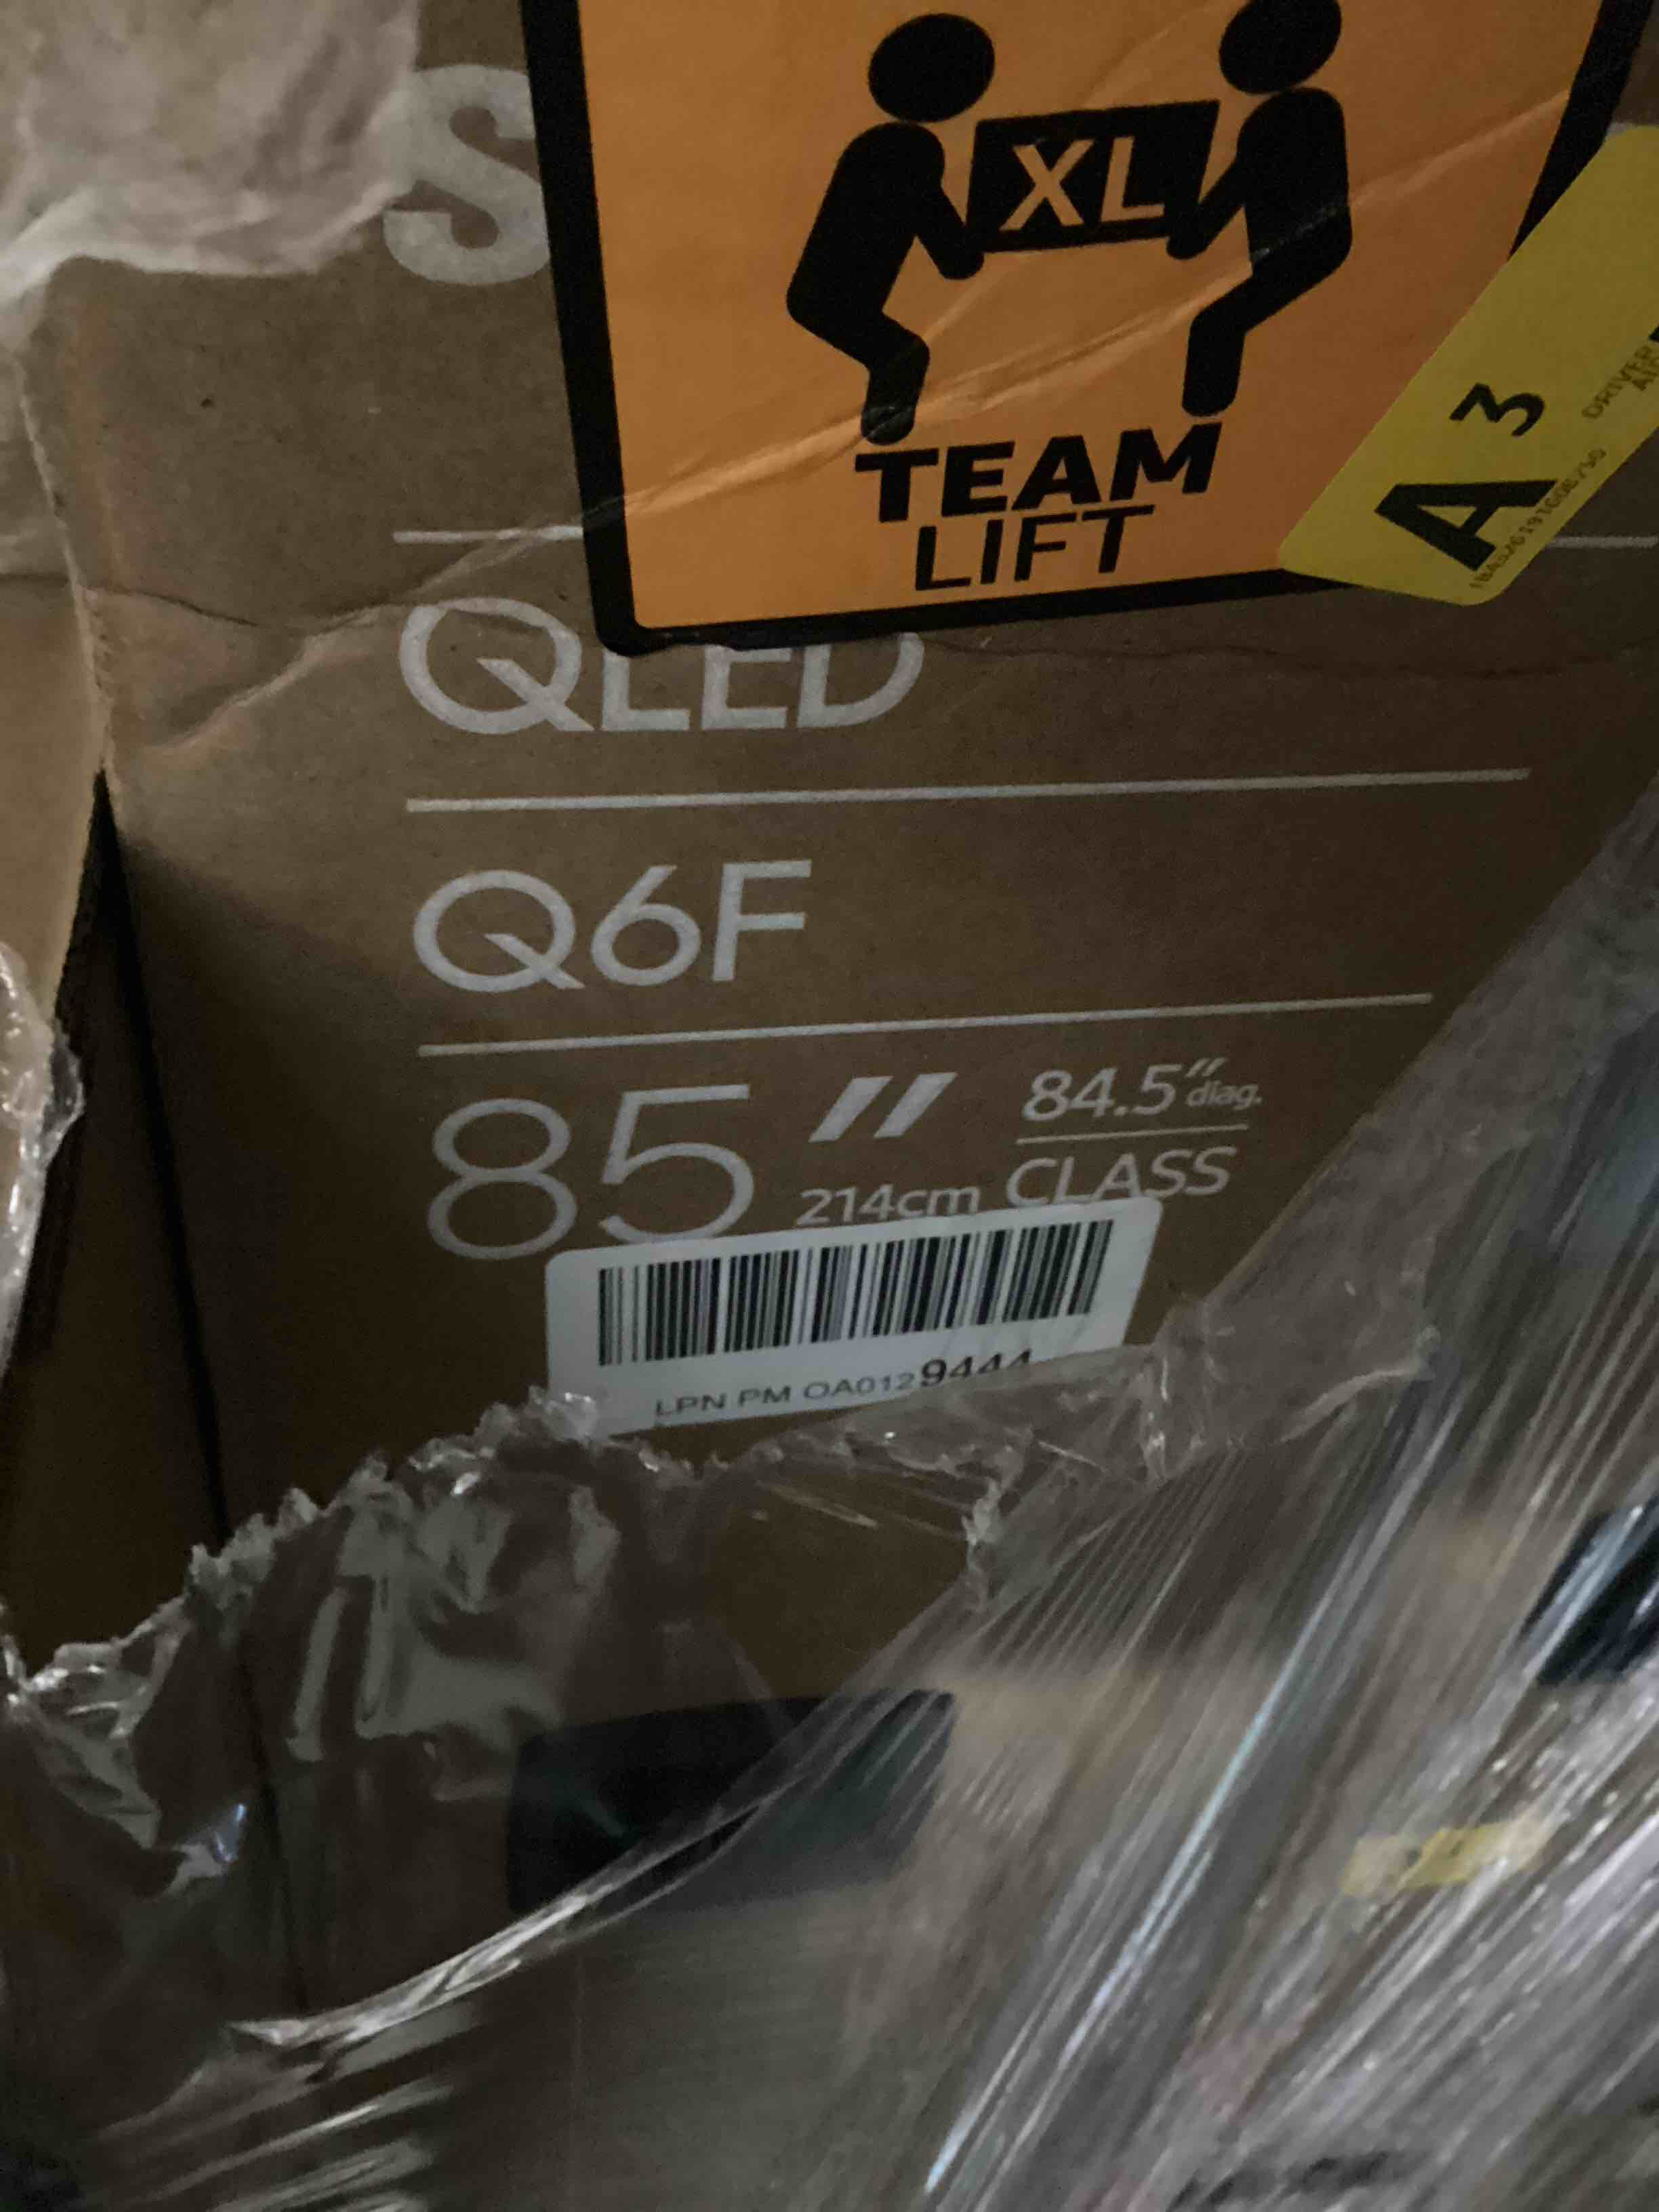 S
XL
TEAM
LIFT
A 3
QLED
Q6F
85" 84.5" diag.
214cm CLASS
LPN PM OA0129444